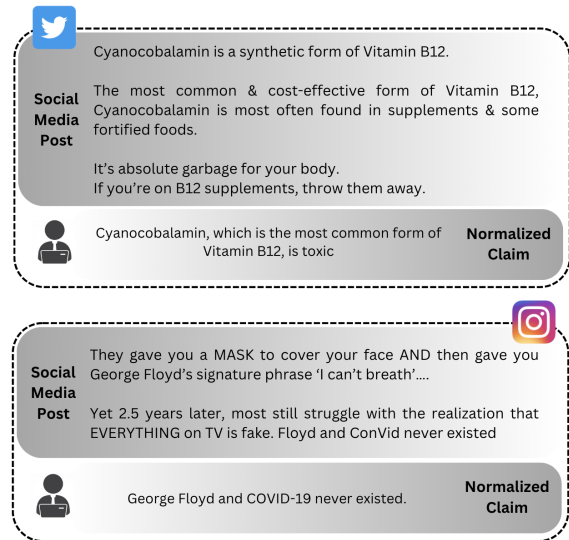 Cyanocobalamin is a synthetic form of Vitamin B12.
The most common & cost-effective form of Vitamin B12,
Cyanocobalamin is most often found in supplements & some
fortified foods.
It's absolute garbage for your body.
If you're on B12 supplements, throw them away.
Social
Media
Post
Cyanocobalamin, which is the most common form of
Vitamin B12, is toxic
Normalized
Claim
They gave you a MASK to cover your face AND then gave you
George Floyd's signature phrase 'I can't breath'....
Yet 2.5 years later, most still struggle with the realization that
EVERYTHING on TV is fake. Floyd and ConVid never existed
Social
Media
Post
George Floyd and COVID-19 never existed.
Normalized
Claim